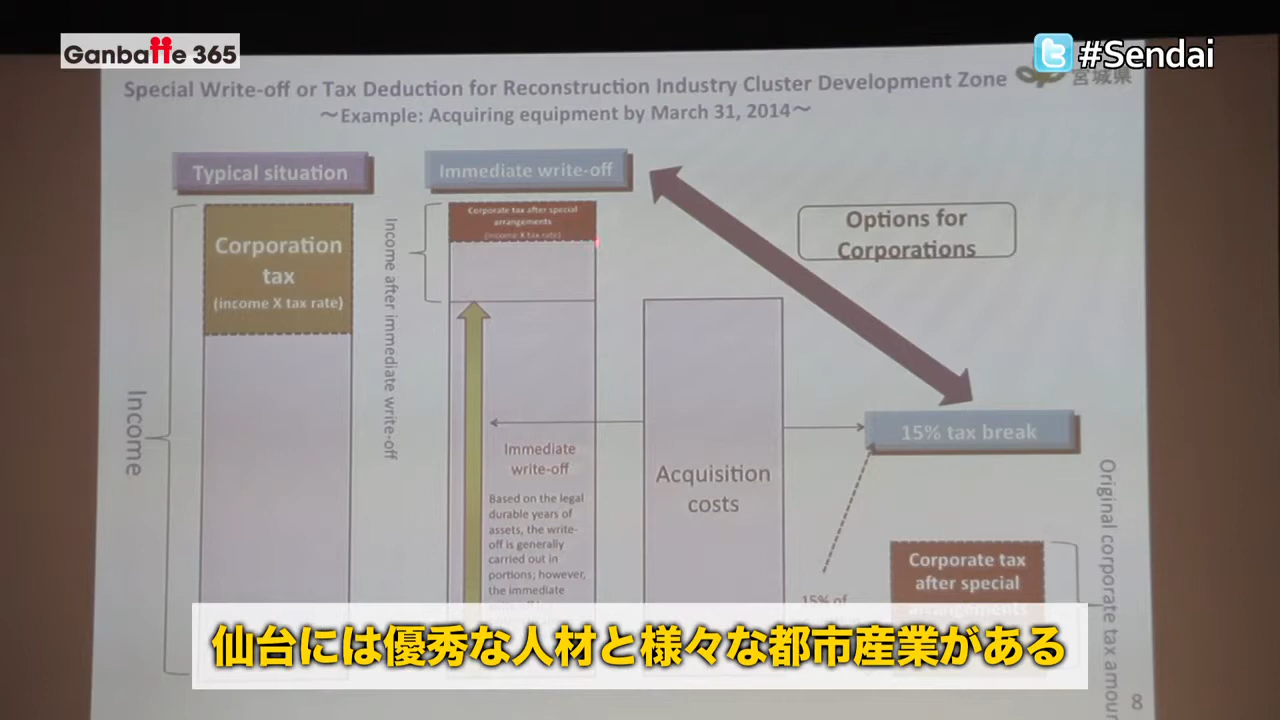 Ganbatte 365
#Sendai
Special Write-off or Tax Deduction for Reconstruction Industry Cluster Development Zone
宮城県
～Example: Acquiring equipment by March 31, 2014～
Typical situation
Immediate write-off
Corporation
tax
(income X tax rate)
Income
Income after immediate write-off
Corporate tax after special
arrangements
(income X tax rate)
Options for
Corporations
Immediate
write-off
Based on the legal
durable years of
assets, the write-
off is generally
carried out in
portions; however,
the immediate
Acquisition
costs
15% tax break
15% of
Corporate tax
after special
arrangements
Original corporate tax amou
仙台には優秀な人材と様々な都市産業がある
8